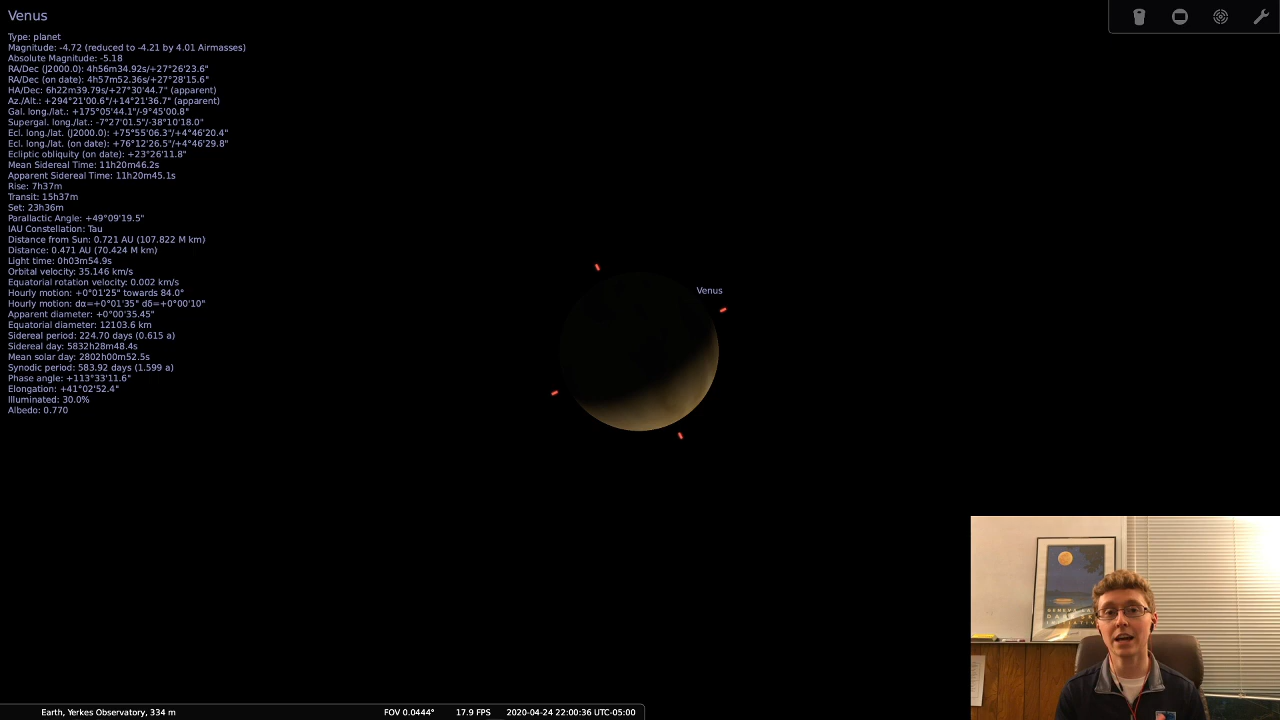 Venus
Type: planet
Magnitude: -4.72 (reduced to -4.21 by 4.01 Airmasses)
Absolute Magnitude: -5.18
RA/Dec (J2000.0): 4h56m34.92s/+27°26'23.6"
RA/Dec (on date): 4h57m52.36s/+27°28'15.6"
HA/Dec: 6h22m39.79s/+27°30'44.7" (apparent)
Az./Alt.: +294°21'00.6"/+14°21'36.7" (apparent)
Gal. long./lat.: +175°05'44.1"/-9°45'00.8"
Supergal. long./lat.: -7°27'01.5"/-38°10'18.0"
Ecl. long./lat. (J2000.0): +75°55'06.3"/+4°46'20.4"
Ecl. long./lat. (on date): +76°12'26.5"/+4°46'29.8"
Ecliptic obliquity (on date): +23°26'11.8"
Mean Sidereal Time: 11h20m46.2s
Apparent Sidereal Time: 11h20m45.1s
Rise: 7h37m
Transit: 15h37m
Set: 23h36m
Parallactic Angle: +49°09'19.5"
IAU Constellation: Tau
Distance from Sun: 0.721 AU (107.822 M km)
Distance: 0.471 AU (70.424 M km)
Light time: 0h03m54.9s
Orbital velocity: 35.146 km/s
Equatorial rotation velocity: 0.002 km/s
Hourly motion: +0°01'25" towards 84.0°
Hourly motion: dα=+0°01'35" dδ=+0°00'10"
Apparent diameter: +0°00'35.45"
Equatorial diameter: 12103.6 km
Sidereal period: 224.70 days (0.615 a)
Sidereal day: 5832h28m48.4s
Mean solar day: 2802h00m52.5s
Synodic period: 583.92 days (1.599 a)
Phase angle: +113°33'11.6"
Elongation: +41°02'52.4"
Illuminated: 30.0%
Albedo: 0.770
Venus
GENEVA LA
DARK SK
INITIATIV
Earth, Yerkes Observatory, 334 m FOV 0.0444° 17.9 FPS 2020-04-24 22:00:36 UTC-05:00